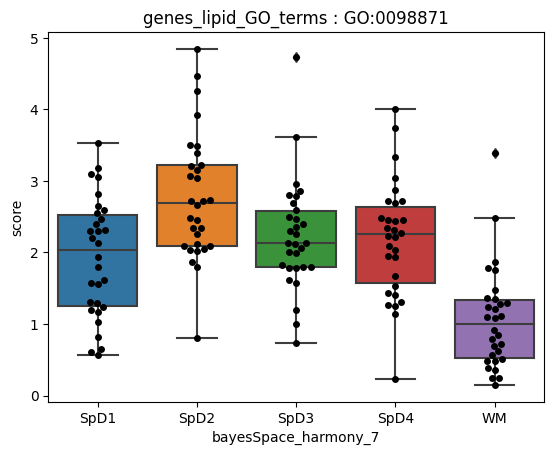 genes_lipid_GO_terms : GO:0098871
5
4
3
2
1
0
score
SpD1 SpD2 SpD3 SpD4 WM
bayesSpace_harmony_7